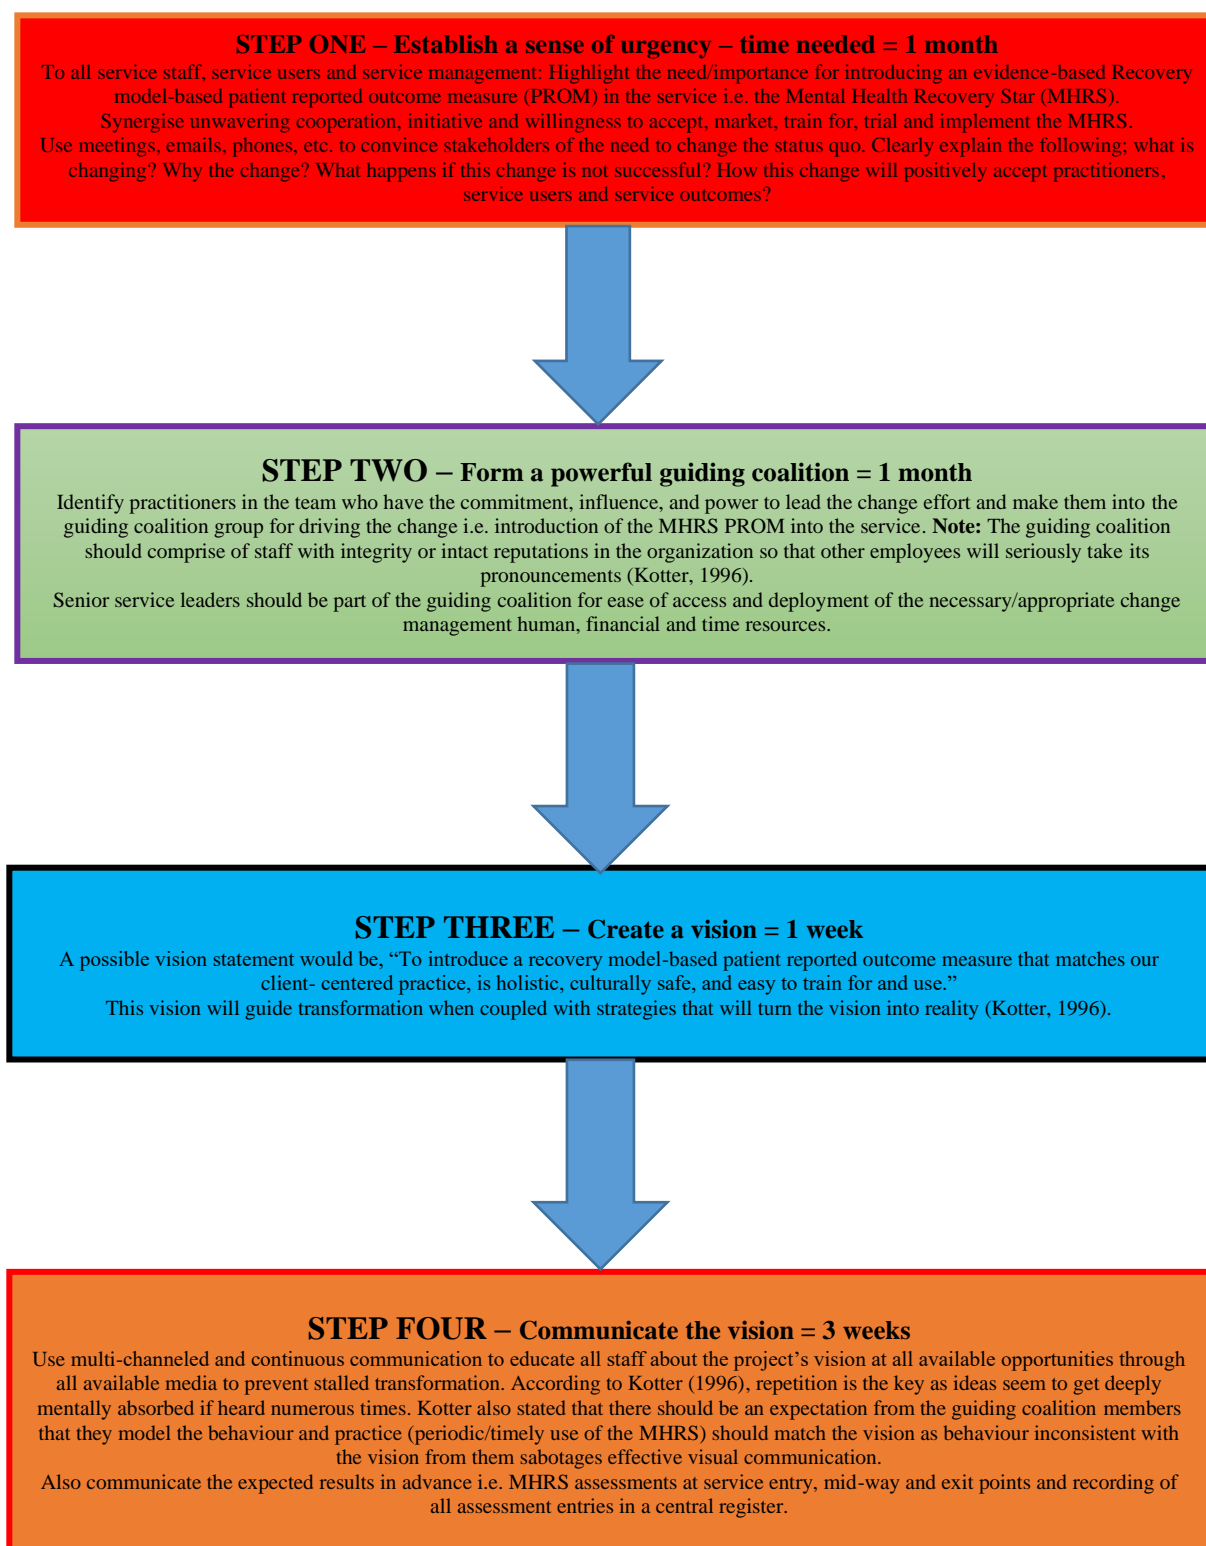 STEP ONE – Establish a sense of urgency – time needed = 1 month
To all service staff, service users and service management: Highlight the need/importance for introducing an evidence-based Recovery
model-based patient reported outcome measure (PROM) in the service i.e. the Mental Health Recovery Star (MHRS).
Synergise unwavering cooperation, initiative and willingness to accept, market, train for, trial and implement the MHRS.
Use meetings, emails, phones, etc. to convince stakeholders of the need to change the status quo. Clearly explain the following; what is
changing? Why the change? What happens if this change is not successful? How this change will positively accept practitioners,
service users and service outcomes?
STEP TWO – Form a powerful guiding coalition = 1 month
Identify practitioners in the team who have the commitment, influence, and power to lead the change effort and make them into the
guiding coalition group for driving the change i.e. introduction of the MHRS PROM into the service. Note: The guiding coalition
should comprise of staff with integrity or intact reputations in the organization so that other employees will seriously take its
pronouncements (Kotter, 1996).
Senior service leaders should be part of the guiding coalition for ease of access and deployment of the necessary/appropriate change
management human, financial and time resources.
STEP THREE – Create a vision = 1 week
A possible vision statement would be, “To introduce a recovery model-based patient reported outcome measure that matches our
client- centered practice, is holistic, culturally safe, and easy to train for and use.”
This vision will guide transformation when coupled with strategies that will turn the vision into reality (Kotter, 1996).
STEP FOUR – Communicate the vision = 3 weeks
Use multi-channeled and continuous communication to educate all staff about the project’s vision at all available opportunities through
all available media to prevent stalled transformation. According to Kotter (1996), repetition is the key as ideas seem to get deeply
mentally absorbed if heard numerous times. Kotter also stated that there should be an expectation from the guiding coalition members
that they model the behaviour and practice (periodic/timely use of the MHRS) should match the vision as behaviour inconsistent with
the vision from them sabotages effective visual communication.
Also communicate the expected results in advance i.e. MHRS assessments at service entry, mid-way and exit points and recording of
all assessment entries in a central register.